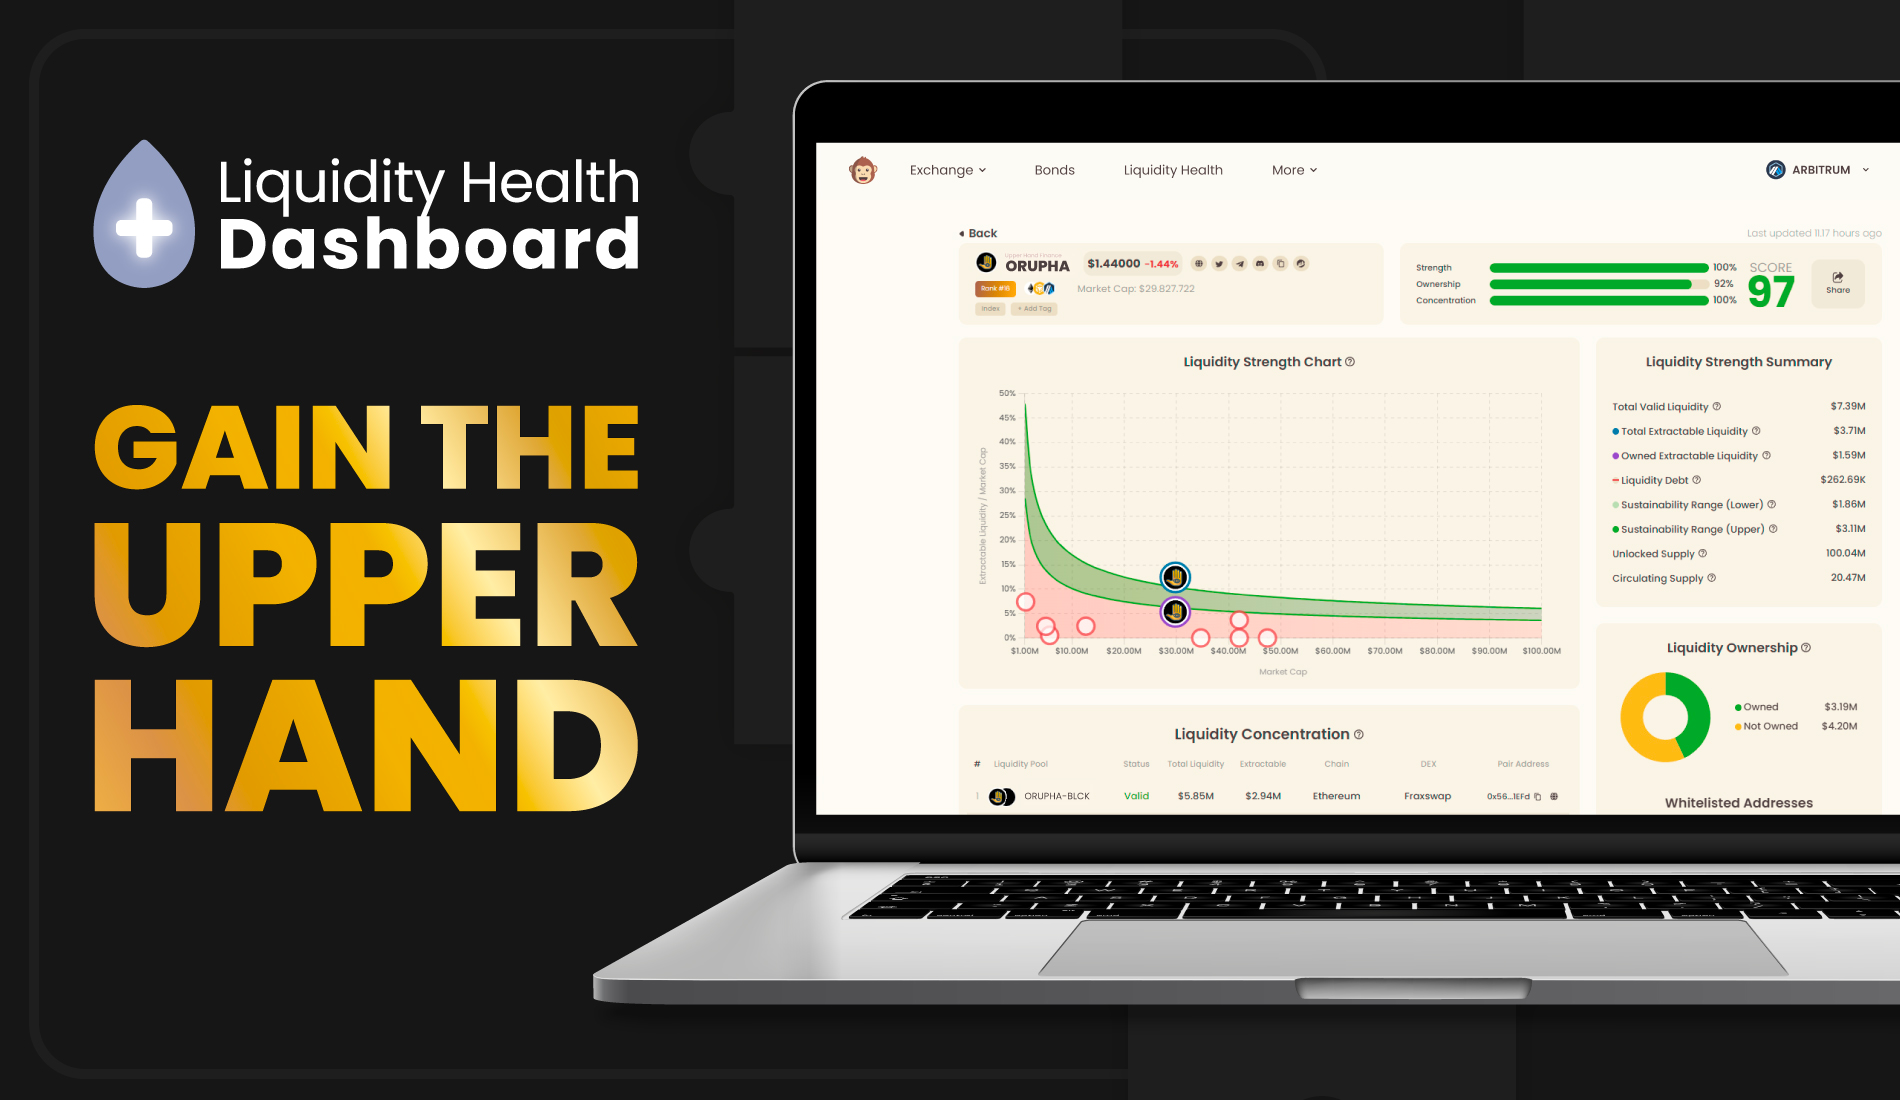 Liquidity Health
Dashboard
GAIN THE
UPPER
HAND
Exchange
Bonds
Liquidity Health
More
ARBITRUM
Back
Last updated 11.17 hours ago
Upper Hand Finance
ORUPHA
$1.44000 -1.44%
Rank #16
Market Cap: $29.827.722
Index
+ Add Tag
Strength 100%
Ownership 92%
Concentration 100%
SCORE
97
Share
Liquidity Strength Chart
Extractable Liquidity / Market Cap
50%
45%
40%
35%
30%
25%
20%
15%
10%
5%
0%
$1.00M $10.00M $20.00M $30.00M $40.00M $50.00M $60.00M $70.00M $80.00M $90.00M $100.00M
Market Cap
Liquidity Strength Summary
Total Valid Liquidity $7.39M
Total Extractable Liquidity $3.71M
Owned Extractable Liquidity $1.59M
Liquidity Debt $262.69K
Sustainability Range (Lower) $1.86M
Sustainability Range (Upper) $3.11M
Unlocked Supply 100.04M
Circulating Supply 20.47M
Liquidity Ownership
Owned $3.19M
Not Owned $4.20M
Whitelisted Addresses
Liquidity Concentration
# Liquidity Pool Status Total Liquidity Extractable Chain DEX Pair Address
1 ORUPHA-BLCK Valid $5.85M $2.94M Ethereum Fraxswap 0x56...1EFd